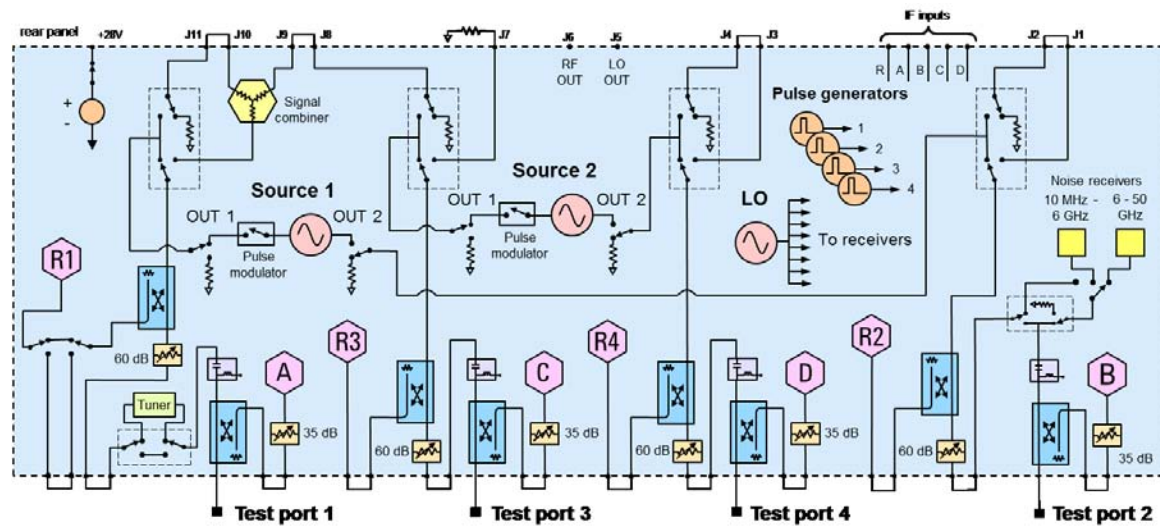 rear panel
+28V
J11
J10
J9
J8
J7
J6
J5
J4
J3
IF inputs
J2
J1
RF
OUT
LO
OUT
R
A
B
C
D
+
-
Signal
combiner
Pulse generators
1
2
3
4
Source 1
Source 2
OUT 1
OUT 2
Pulse
modulator
OUT 1
OUT 2
Pulse
modulator
LO
To receivers
Noise receivers
10 MHz -
6 GHz
6 - 50
GHz
R1
60 dB
Tuner
A
35 dB
R3
60 dB
C
35 dB
R4
60 dB
D
35 dB
R2
60 dB
B
35 dB
Test port 1
Test port 3
Test port 4
Test port 2